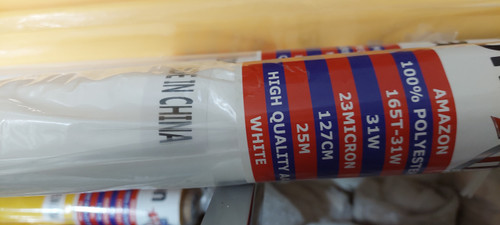 AMAZON
100% POLYESTE
165T-31W
31W
23MICRON
127CM
25M
HIGH QUALITY
WHITE
IN CHINA